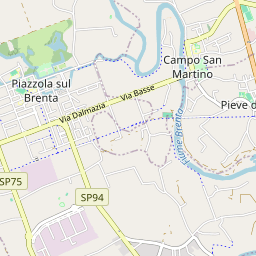 Campo San
Martino
Piazzola sul
Brenta
Via Basse
Via Dalmazia
Pieve d
Fiume Brenta
SP75
SP94